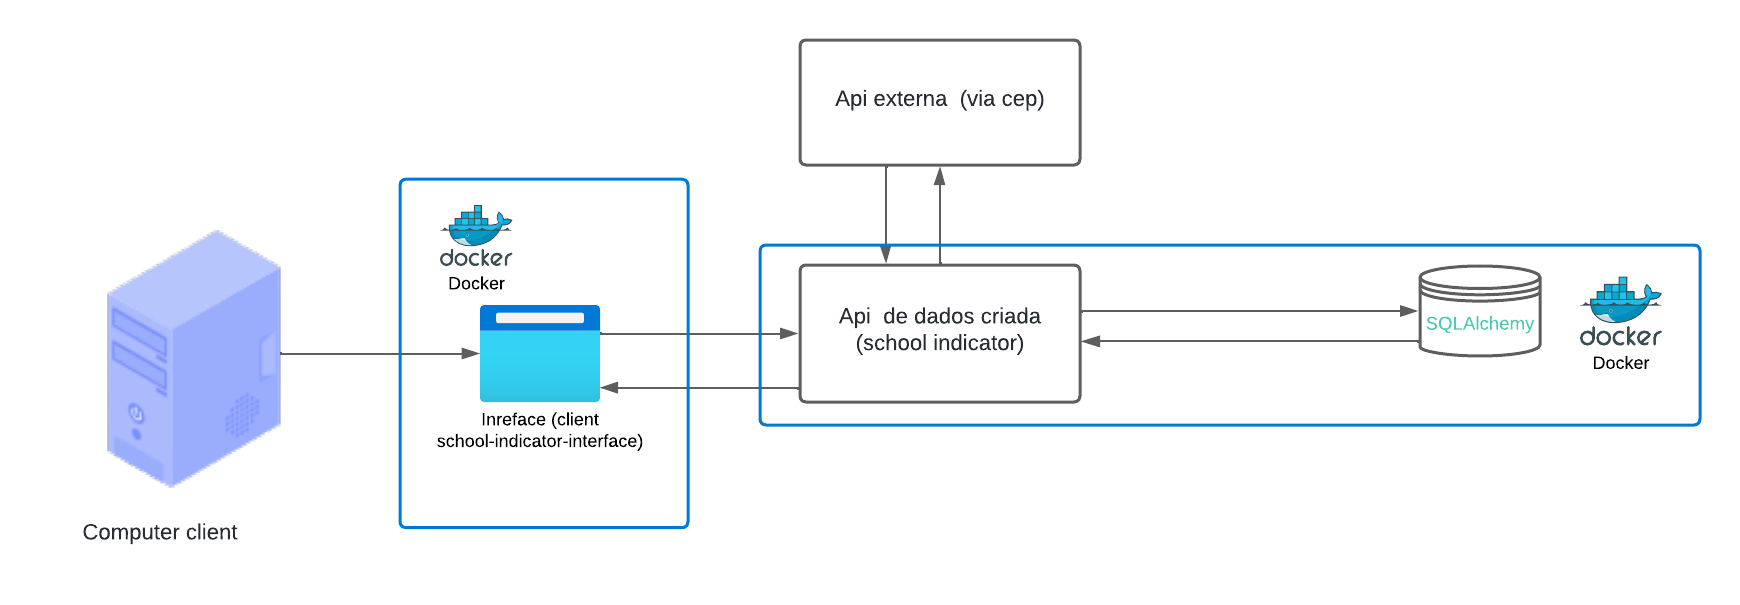 Api externa (via cep)
docker
Docker
Inreface (client
school-indicator-interface)
Api de dados criada
(school indicator)
SQLAlchemy
docker
Docker
Computer client